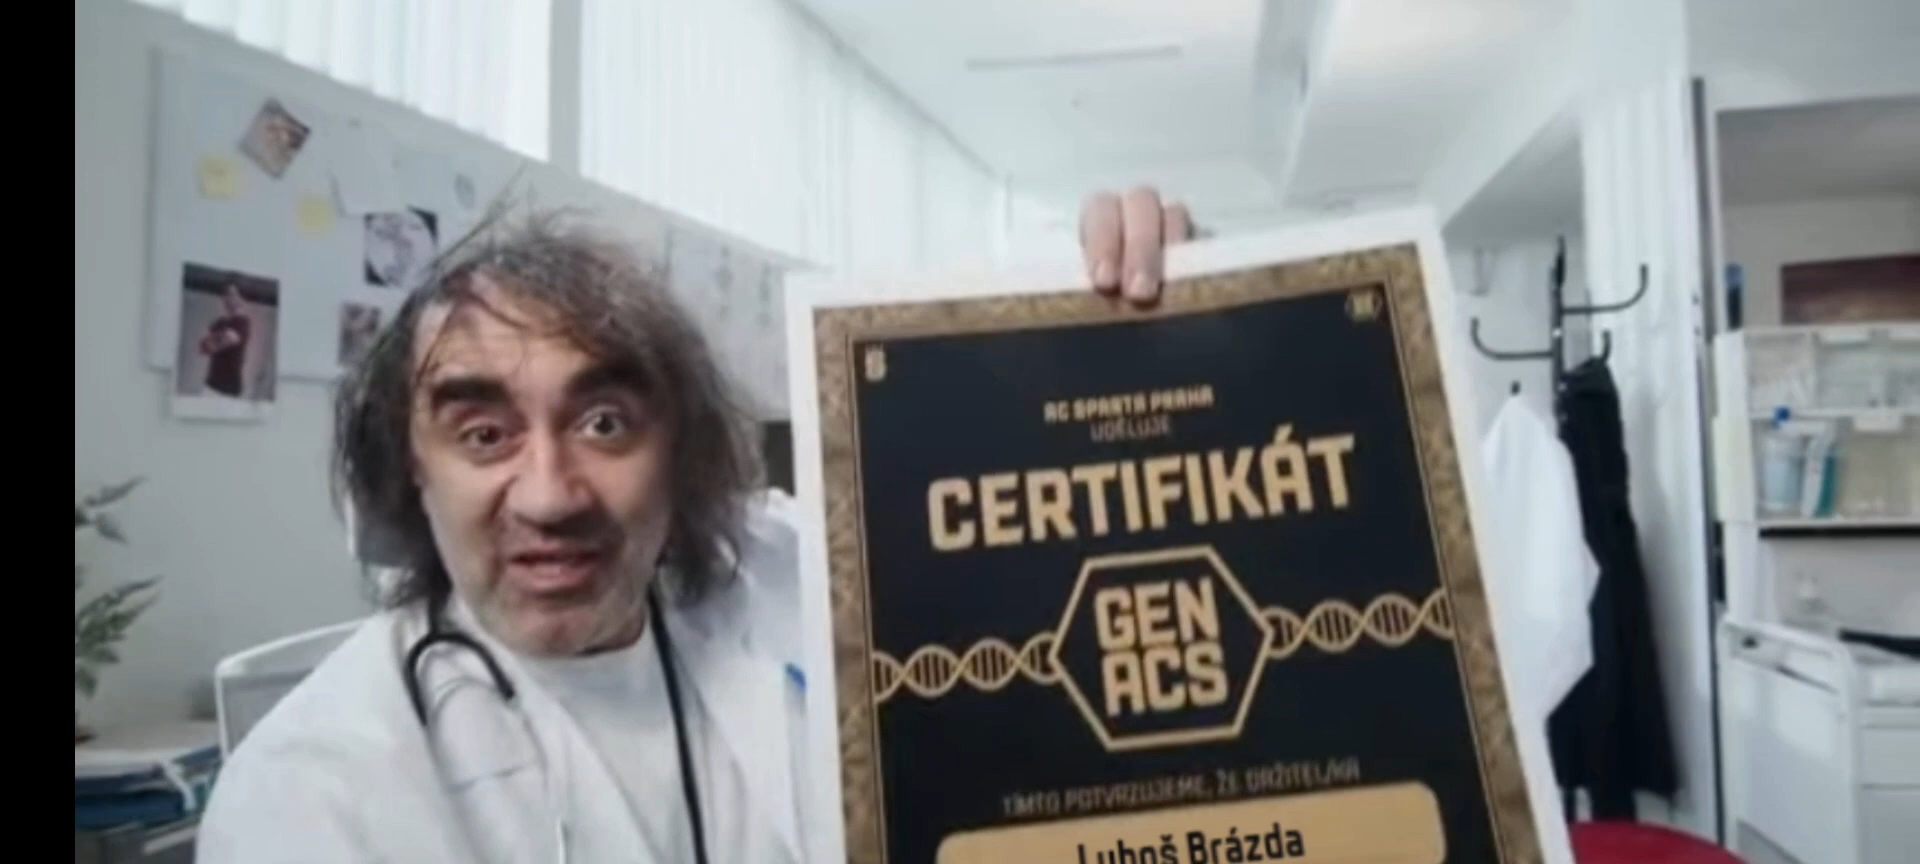 AC SPARTA PRAHA
UDĚLUJE
CERTIFIKÁT
GEN
ACS
TÍMTO POTVRZUJEME, ŽE DRŽITEL/KA
Luboš Brázda